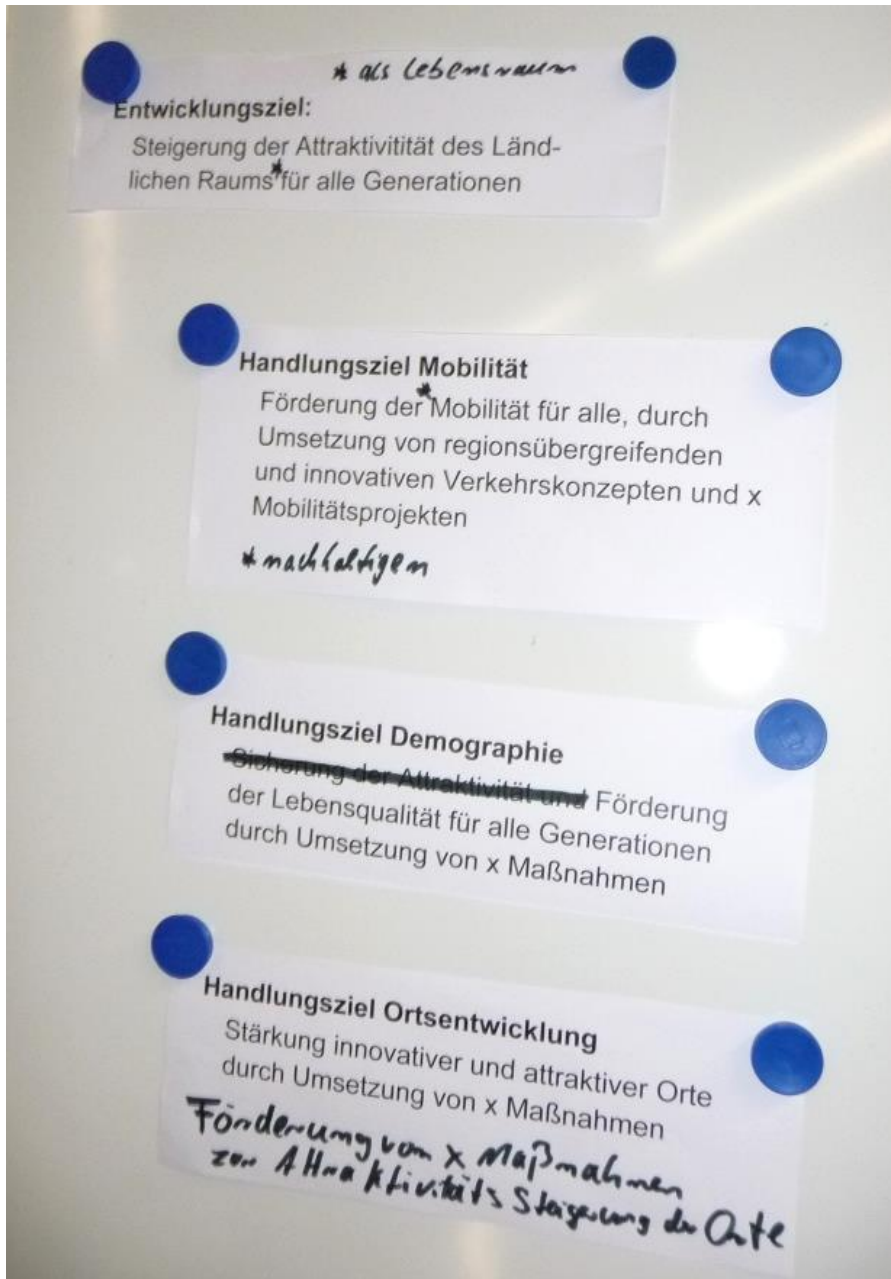 * als Lebensraum
Entwicklungsziel:
Steigerung der Attraktivitität des Länd-
lichen Raums*für alle Generationen
Handlungsziel Mobilität
Förderung der*Mobilität für alle, durch
Umsetzung von regionsübergreifenden
und innovativen Verkehrskonzepten und x
Mobilitätsprojekten
*nachhaltigen
Handlungsziel Demographie
Sicherung der Attraktivität und Förderung
der Lebensqualität für alle Generationen
durch Umsetzung von x Maßnahmen
Handlungsziel Ortsentwicklung
Stärkung innovativer und attraktiver Orte
durch Umsetzung von x Maßnahmen
Förderung von x Maßnahmen
zur Attraktivitäts Steigerung der Orte